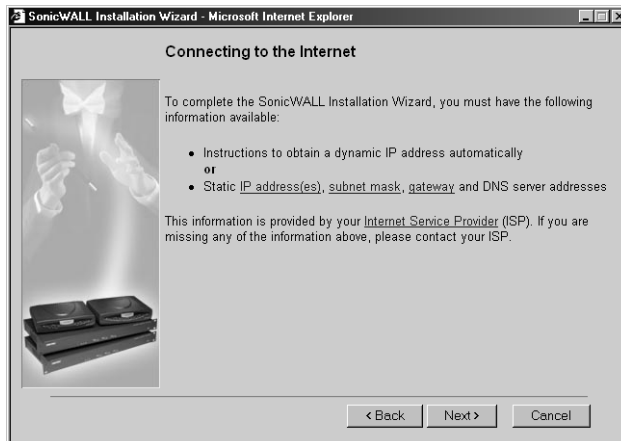 SonicWALL Installation Wizard - Microsoft Internet Explorer
Connecting to the Internet
To complete the SonicWALL Installation Wizard, you must have the following
information available:
• Instructions to obtain a dynamic IP address automatically
or
• Static IP address(es), subnet mask, gateway and DNS server addresses
This information is provided by your Internet Service Provider (ISP). If you are
missing any of the information above, please contact your ISP.
< Back Next > Cancel